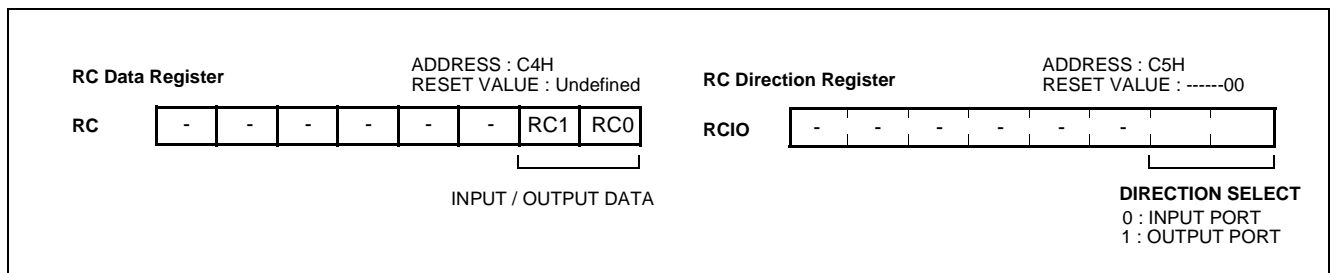 RC Data Register
ADDRESS : C4H
RESET VALUE : Undefined
RC - - - - - - RC1 RC0
INPUT / OUTPUT DATA
RC Direction Register
ADDRESS : C5H
RESET VALUE : ------00
RCIO - - - - - -
DIRECTION SELECT
0 : INPUT PORT
1 : OUTPUT PORT